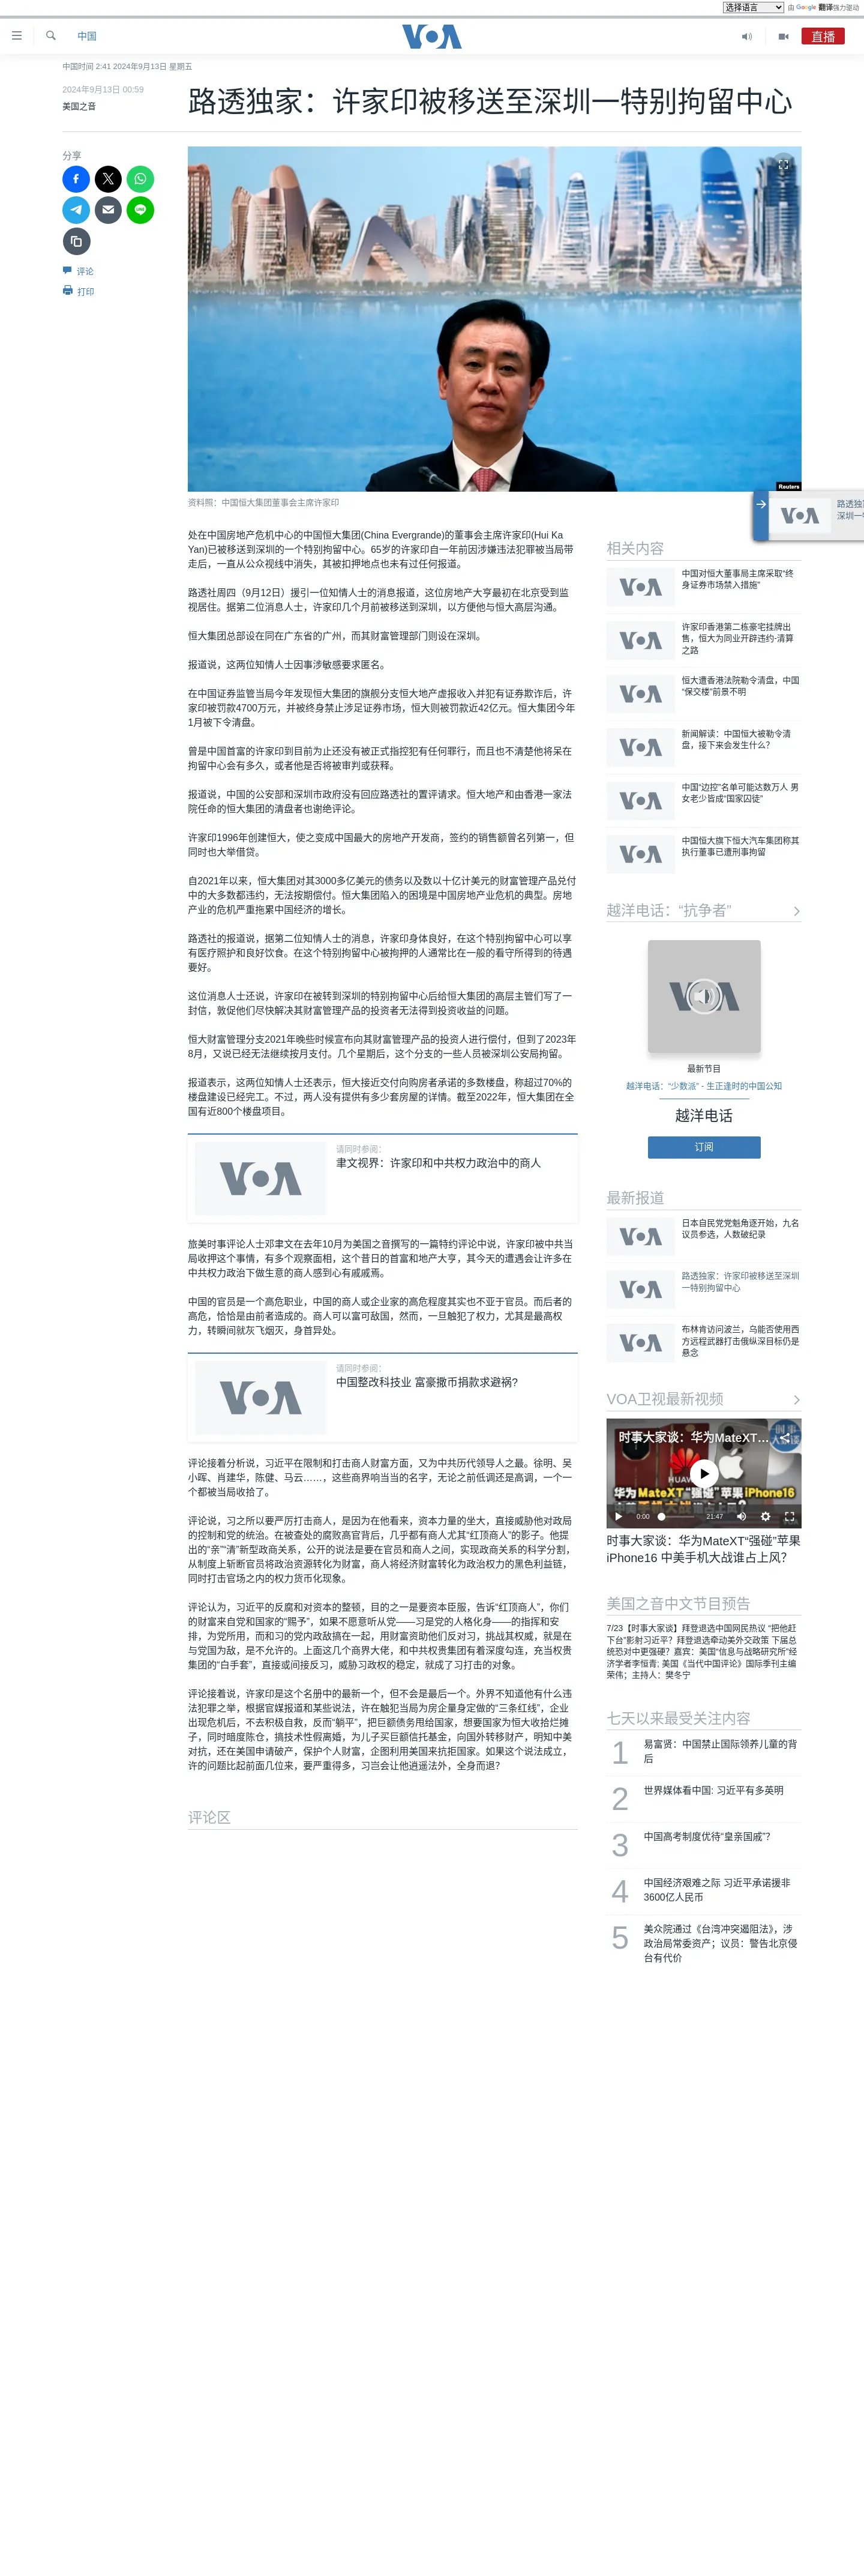 选择语言 由 Google 翻译强力驱动
中国
VOA
直播
中国时间 2:41 2024年9月13日 星期五
2024年9月13日 00:59
美国之音
路透独家：许家印被移送至深圳一特别拘留中心
分享
评论
打印
Reuters
资料照：中国恒大集团董事会主席许家印
处在中国房地产危机中心的中国恒大集团(China Evergrande)的董事会主席许家印(Hui Ka
Yan)已被移送到深圳的一个特别拘留中心。65岁的许家印自一年前因涉嫌违法犯罪被当局带
走后，一直从公众视线中消失，其被扣押地点也未有过任何报道。
路透社周四（9月12日）援引一位知情人士的消息报道，这位房地产大亨最初在北京受到监
视居住。据第二位消息人士，许家印几个月前被移送到深圳，以方便他与恒大高层沟通。
恒大集团总部设在同在广东省的广州，而其财富管理部门则设在深圳。
报道说，这两位知情人士因事涉敏感要求匿名。
在中国证券监管当局今年发现恒大集团的旗舰分支恒大地产虚报收入并犯有证券欺诈后，许
家印被罚款4700万元，并被终身禁止涉足证券市场，恒大则被罚款近42亿元。恒大集团今年
1月被下令清盘。
曾是中国首富的许家印到目前为止还没有被正式指控犯有任何罪行，而且也不清楚他将呆在
拘留中心会有多久，或者他是否将被审判或获释。
报道说，中国的公安部和深圳市政府没有回应路透社的置评请求。恒大地产和由香港一家法
院任命的恒大集团的清盘者也谢绝评论。
许家印1996年创建恒大，使之变成中国最大的房地产开发商，签约的销售额曾名列第一，但
同时也大举借贷。
自2021年以来，恒大集团对其3000多亿美元的债务以及数以十亿计美元的财富管理产品兑付
中的大多数都违约，无法按期偿付。恒大集团陷入的困境是中国房地产业危机的典型。房地
产业的危机严重拖累中国经济的增长。
路透社的报道说，据第二位知情人士的消息，许家印身体良好，在这个特别拘留中心可以享
有医疗照护和良好饮食。在这个特别拘留中心被拘押的人通常比在一般的看守所得到的待遇
要好。
这位消息人士还说，许家印在被转到深圳的特别拘留中心后给恒大集团的高层主管们写了一
封信，敦促他们尽快解决其财富管理产品的投资者无法得到投资收益的问题。
恒大财富管理分支2021年晚些时候宣布向其财富管理产品的投资人进行偿付，但到了2023年
8月，又说已经无法继续按月支付。几个星期后，这个分支的一些人员被深圳公安局拘留。
报道表示，这两位知情人士还表示，恒大接近交付向购房者承诺的多数楼盘，称超过70%的
楼盘建设已经完工。不过，两人没有提供有多少套房屋的详情。截至2022年，恒大集团在全
国有近800个楼盘项目。
VOA
请同时参阅：
聿文视界：许家印和中共权力政治中的商人
旅美时事评论人士邓聿文在去年10月为美国之音撰写的一篇特约评论中说，许家印被中共当
局收押这个事情，有多个观察面相，这个昔日的首富和地产大亨，其今天的遭遇会让许多在
中共权力政治下做生意的商人感到心有戚戚焉。
中国的官员是一个高危职业，中国的商人或企业家的高危程度其实也不亚于官员。而后者的
高危，恰恰是由前者造成的。商人可以富可敌国，然而，一旦触犯了权力，尤其是最高权
力，转瞬间就灰飞烟灭，身首异处。
VOA
请同时参阅：
中国整改科技业 富豪撒币捐款求避祸?
评论接着分析说，习近平在限制和打击商人财富方面，又为中共历代领导人之最。徐明、吴
小晖、肖建华，陈健、马云……，这些商界响当当的名字，无论之前低调还是高调，一个一
个都被当局收拾了。
评论说，习之所以要严厉打击商人，是因为在他看来，资本力量的坐大，直接威胁他对政局
的控制和党的统治。在被查处的腐败高官背后，几乎都有商人尤其“红顶商人”的影子。他提
出的“亲”“清”新型政商关系，公开的说法是要在官员和商人之间，实现政商关系的科学分割，
从制度上斩断官员将政治资源转化为财富，商人将经济财富转化为政治权力的黑色利益链，
同时打击官场之内的权力货币化现象。
评论认为，习近平的反腐和对资本的整顿，目的之一是要资本臣服，告诉“红顶商人”，你们
的财富来自党和国家的“赐予”，如果不愿意听从党——习是党的人格化身——的指挥和安
排，为党所用，而和习的党内政敌搞在一起，用财富资助他们反对习，挑战其权威，就是在
与党国为敌，是不允许的。上面这几个商界大佬，和中共权贵集团有着深度勾连，充当权贵
集团的“白手套”，直接或间接反习，威胁习政权的稳定，就成了习打击的对象。
评论接着说，许家印是这个名册中的最新一个，但不会是最后一个。外界不知道他有什么违
法犯罪之举，根据官媒报道和某些说法，许在触犯当局为房企量身定做的“三条红线”，企业
出现危机后，不去积极自救，反而“躺平”，把巨额债务甩给国家，想要国家为恒大收拾烂摊
子，同时暗度陈仓，搞技术性假离婚，为儿子买巨额信托基金，向国外转移财产，明知中美
对抗，还在美国申请破产，保护个人财富，企图利用美国来抗拒国家。如果这个说法成立，
许的问题比起前面几位来，要严重得多，习岂会让他逍遥法外，全身而退？
评论区
VOA
路透独家
深圳一特
相关内容
VOA
中国对恒大董事局主席采取“终
身证券市场禁入措施”
VOA
许家印香港第二栋豪宅挂牌出
售，恒大为同业开辟违约-清算
之路
VOA
恒大遭香港法院勒令清盘，中国
“保交楼”前景不明
VOA
新闻解读：中国恒大被勒令清
盘，接下来会发生什么？
VOA
中国“边控”名单可能达数万人 男
女老少皆成“国家囚徒”
VOA
中国恒大旗下恒大汽车集团称其
执行董事已遭刑事拘留
越洋电话：“抗争者”
VOA
最新节目
越洋电话：“少数派” - 生正逢时的中国公知
越洋电话
订阅
最新报道
VOA
日本自民党党魁角逐开始，九名
议员参选，人数破纪录
VOA
路透独家：许家印被移送至深圳
一特别拘留中心
VOA
布林肯访问波兰，乌能否使用西
方远程武器打击俄纵深目标仍是
悬念
VOA卫视最新视频
时事大家谈：华为MateXT…
HUAWEI
华为MateXT“强碰”苹果iPhone16
0:00 21:47
时事大家谈：华为MateXT“强碰”苹果
iPhone16 中美手机大战谁占上风？
美国之音中文节目预告
7/23【时事大家谈】拜登退选中国网民热议 “把他赶
下台”影射习近平？拜登退选牵动美外交政策 下届总
统恐对中更强硬？嘉宾：美国“信息与战略研究所”经
济学者李恒青; 美国《当代中国评论》国际季刊主编
荣伟；主持人：樊冬宁
七天以来最受关注内容
1 易富贤：中国禁止国际领养儿童的背
后
2 世界媒体看中国: 习近平有多英明
3 中国高考制度优待“皇亲国戚”？
4 中国经济艰难之际 习近平承诺援非
3600亿人民币
5 美众院通过《台湾冲突遏阻法》，涉
政治局常委资产；议员：警告北京侵
台有代价